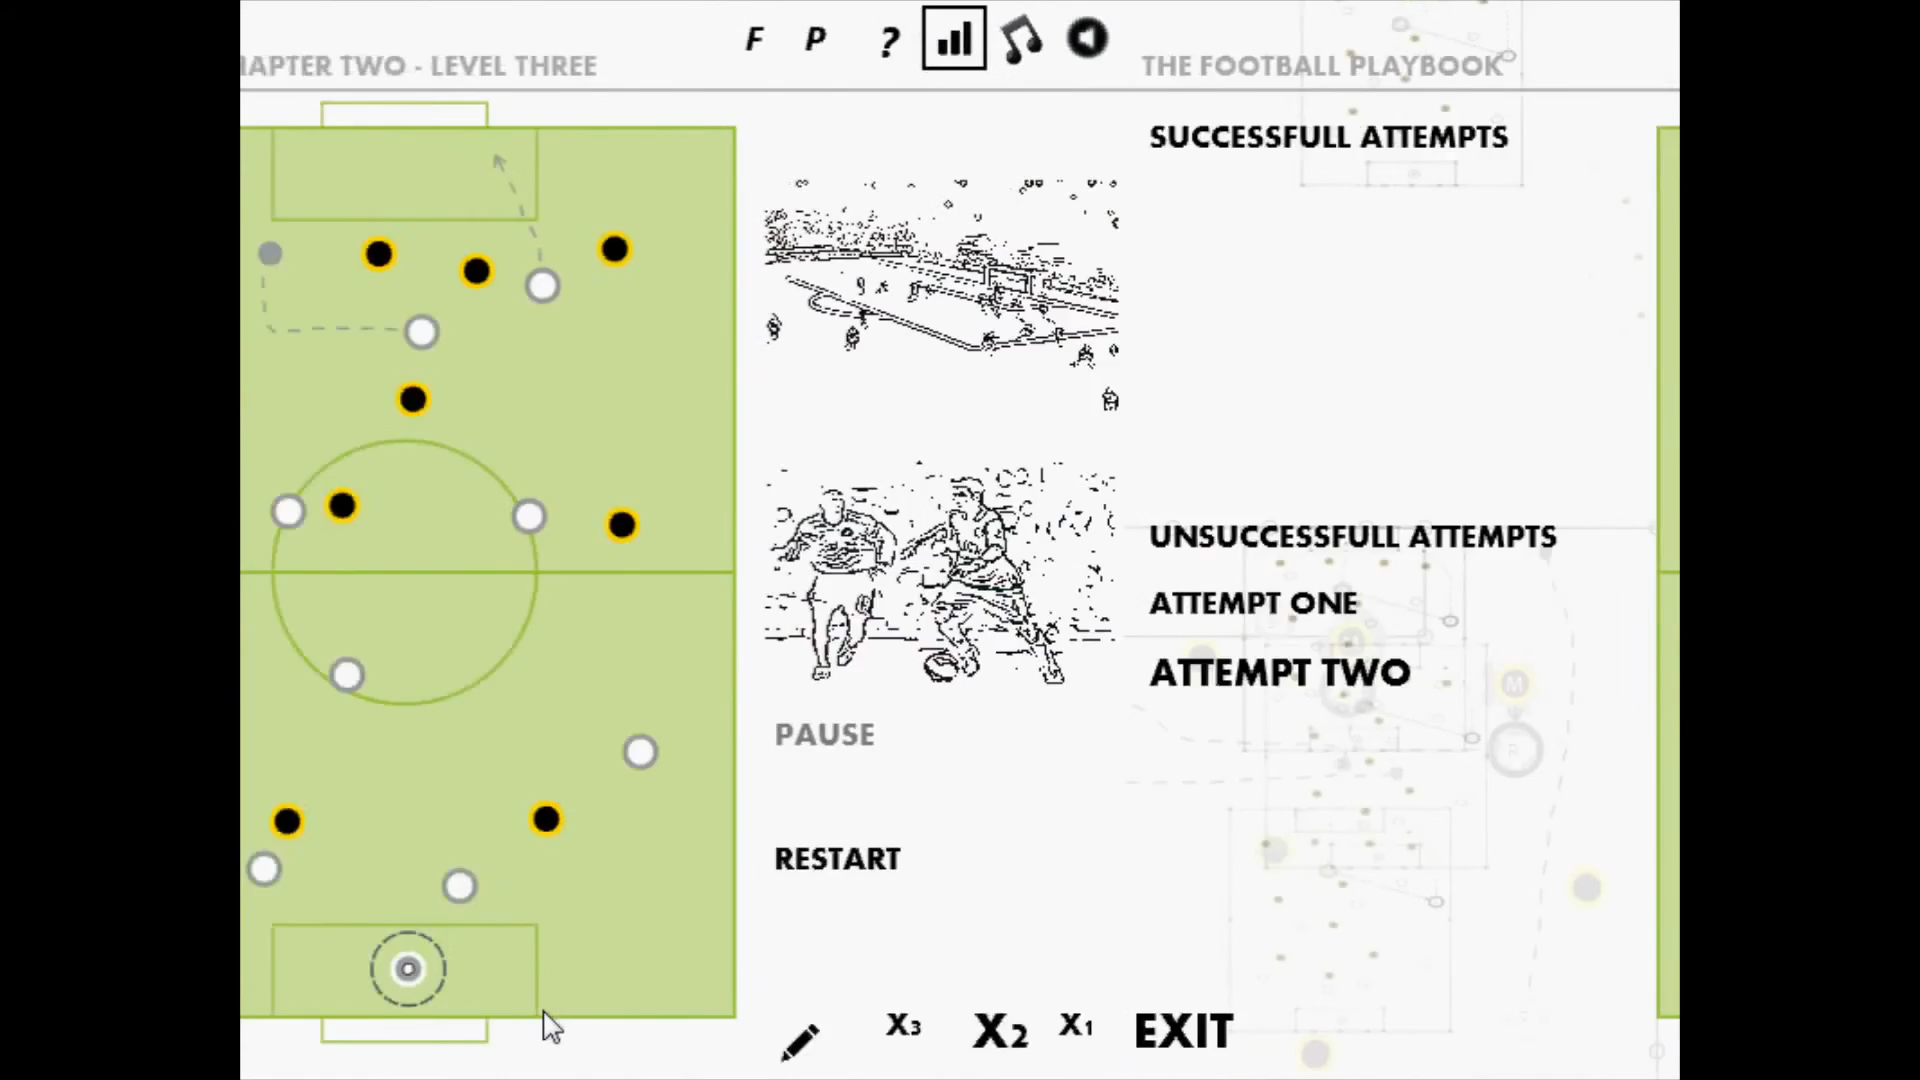 F P ?
HAPTER TWO - LEVEL THREE
THE FOOTBALL PLAYBOOK
SUCCESSFULL ATTEMPTS
UNSUCCESSFULL ATTEMPTS
ATTEMPT ONE
ATTEMPT TWO
M
PAUSE
R
RESTART
X3 X2 X1 EXIT